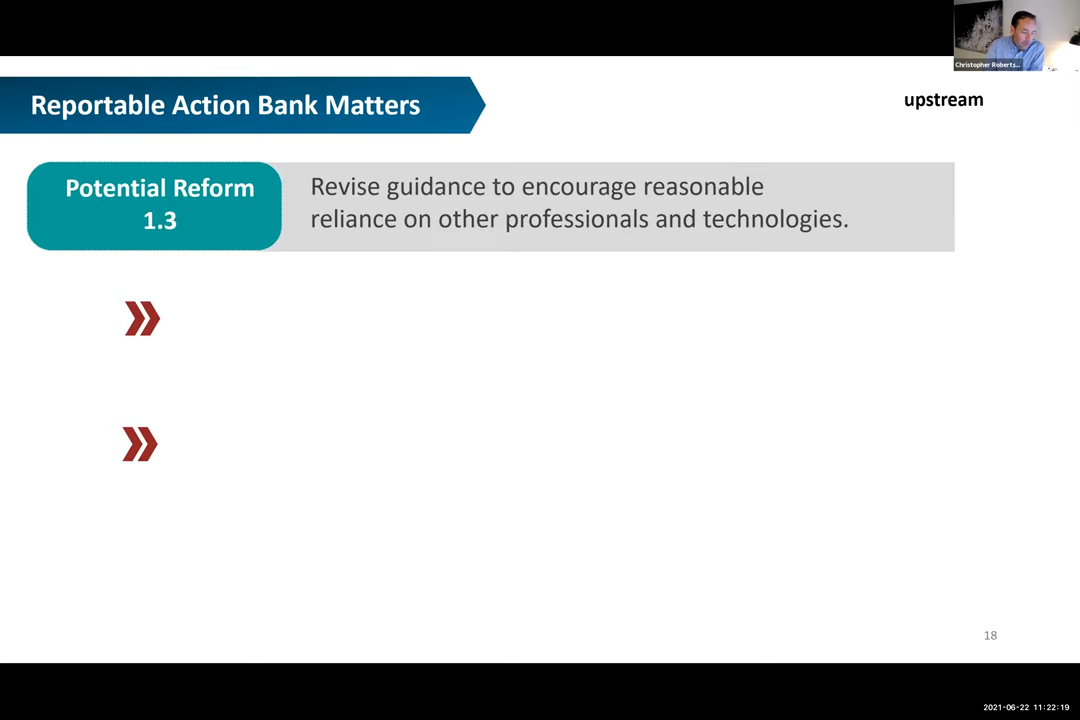 Christopher Roberts...
Reportable Action Bank Matters
upstream
Potential Reform
1.3
Revise guidance to encourage reasonable
reliance on other professionals and technologies.
18
2021-06-22 11:22:19